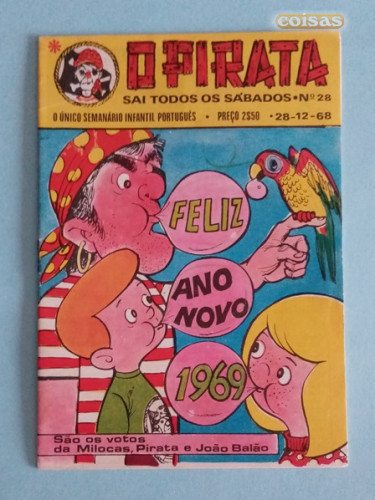 coisas
O PIRATA
SAI TODOS OS SÁBADOS • Nº 28
O ÚNICO SEMANÁRIO INFANTIL PORTUGUÊS • PREÇO 2$50 • 28-12-68
FELIZ
ANO
NOVO
1969
São os votos
da Milocas, Pirata e João Balão